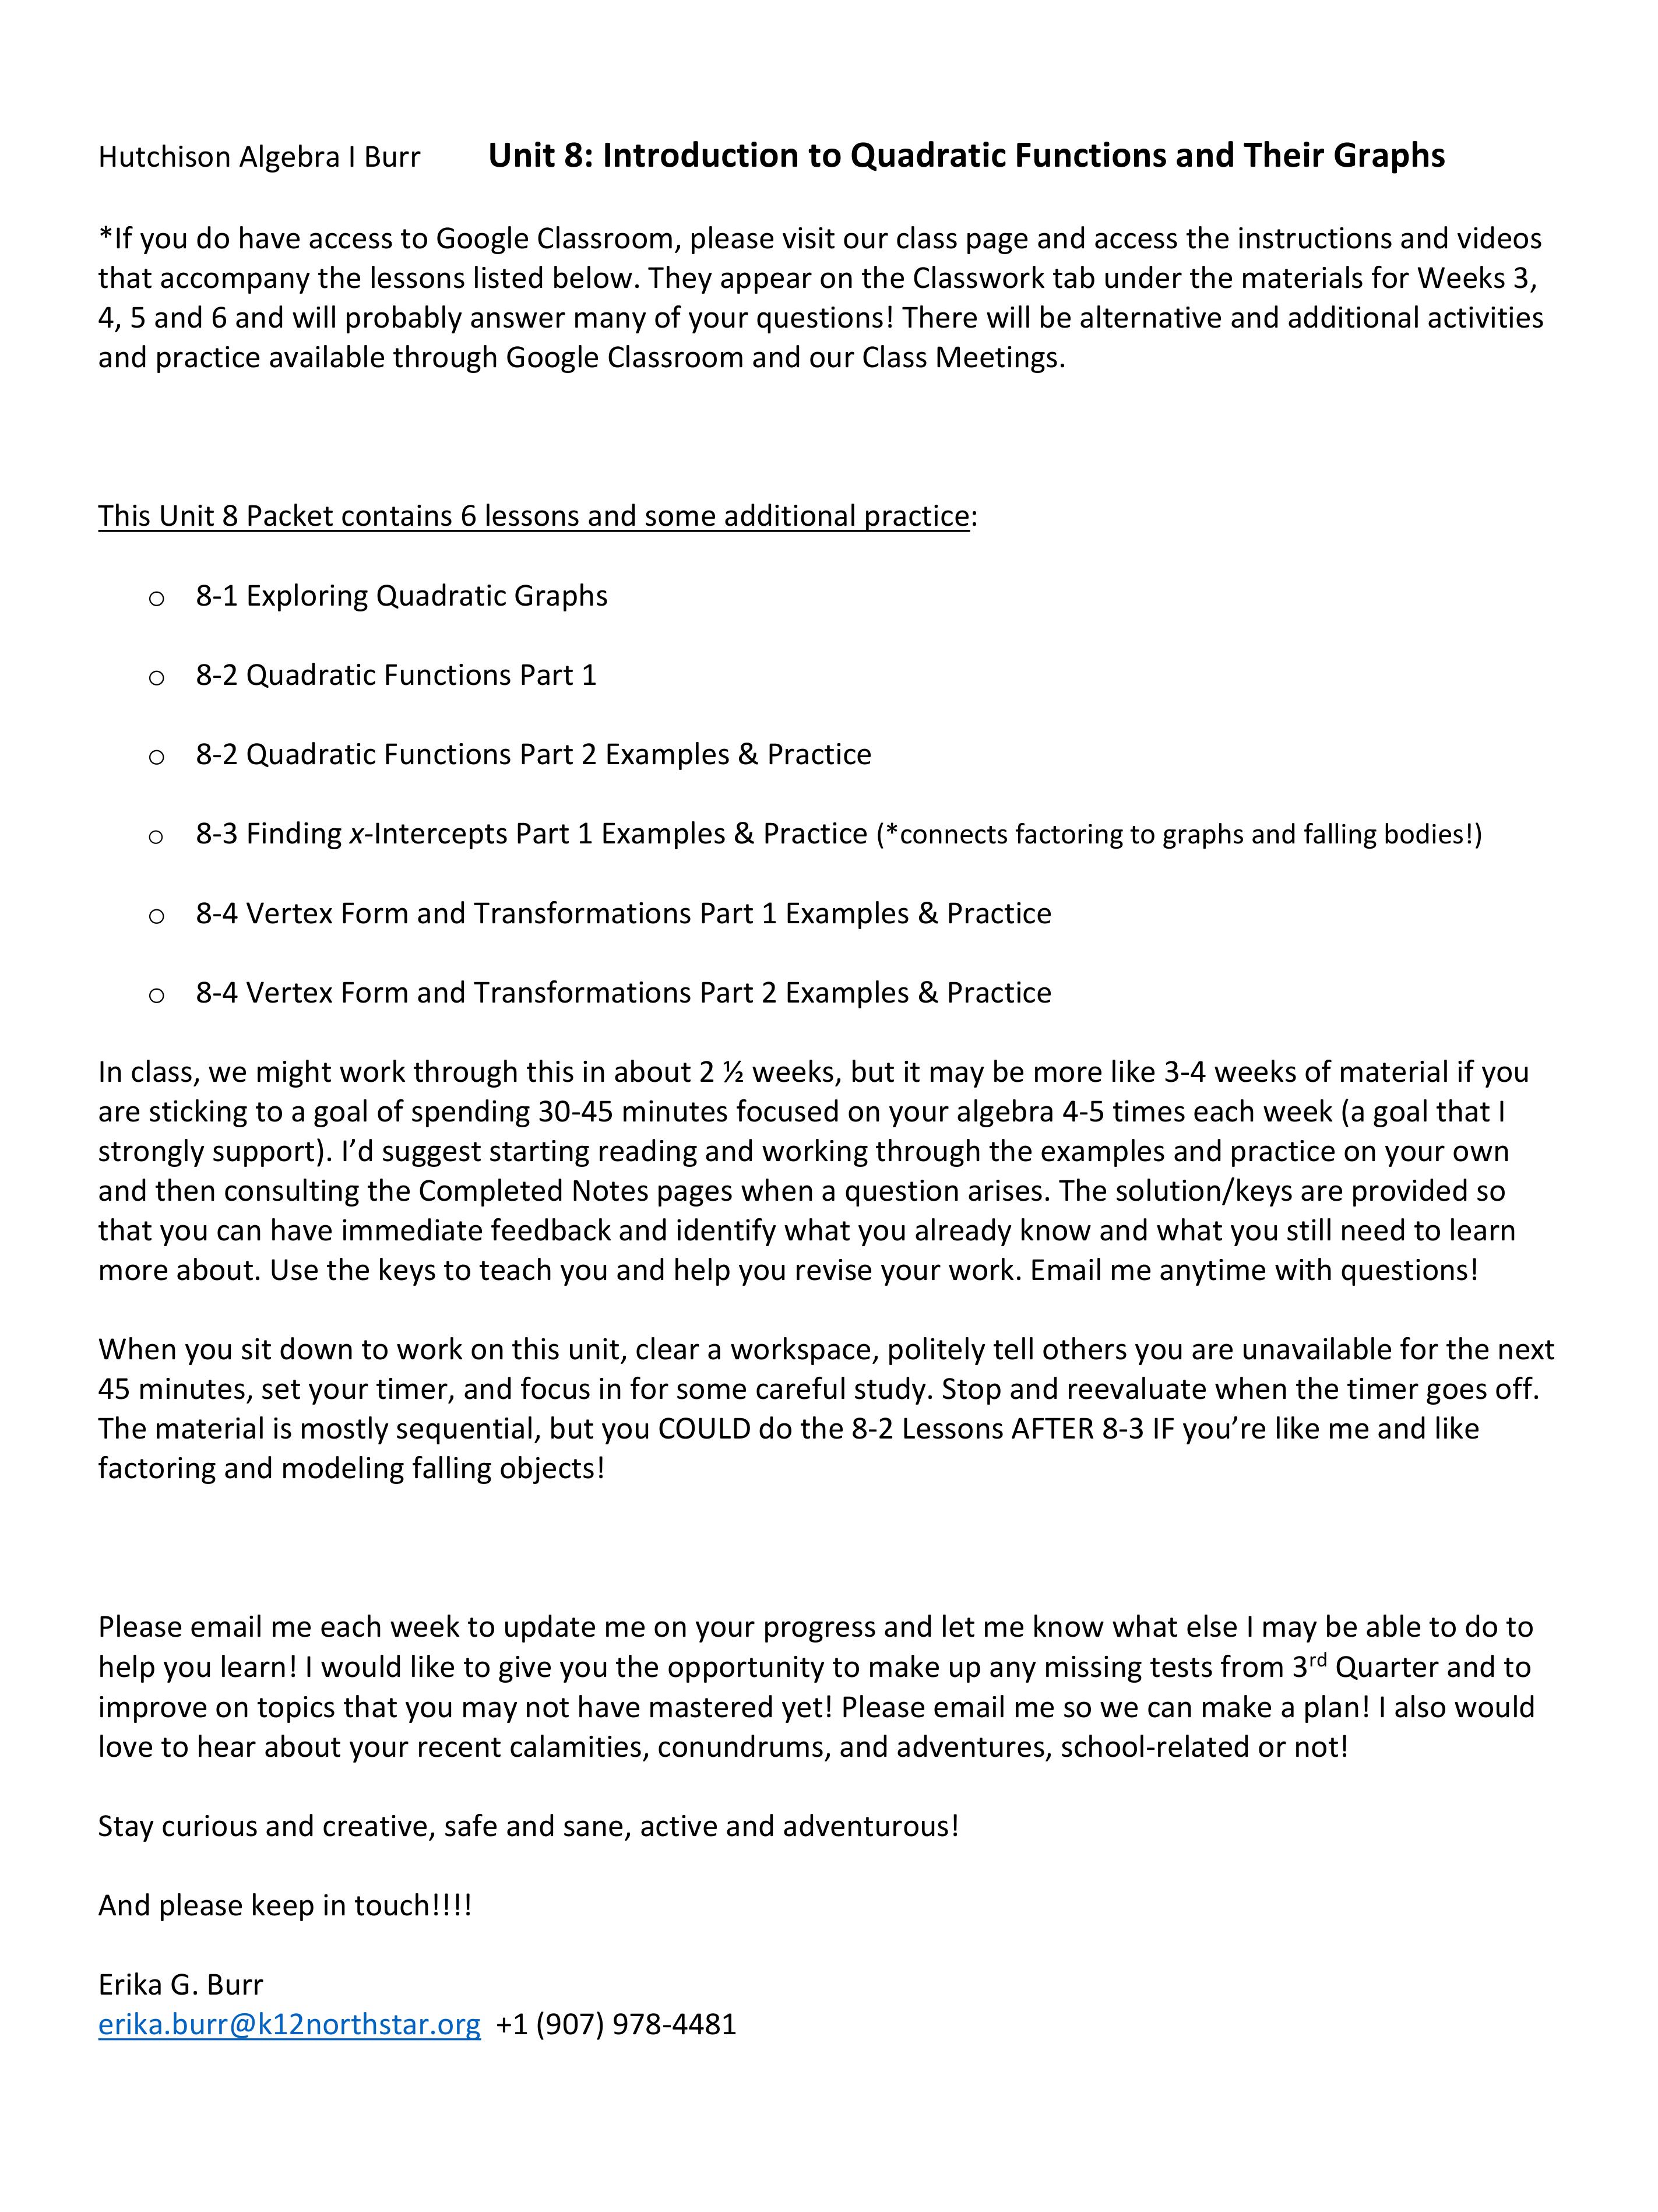 Hutchison Algebra I Burr Unit 8: Introduction to Quadratic Functions and Their Graphs
*If you do have access to Google Classroom, please visit our class page and access the instructions and videos
that accompany the lessons listed below. They appear on the Classwork tab under the materials for Weeks 3,
4, 5 and 6 and will probably answer many of your questions! There will be alternative and additional activities
and practice available through Google Classroom and our Class Meetings.
This Unit 8 Packet contains 6 lessons and some additional practice:
o 8-1 Exploring Quadratic Graphs
o 8-2 Quadratic Functions Part 1
o 8-2 Quadratic Functions Part 2 Examples & Practice
o 8-3 Finding x-Intercepts Part 1 Examples & Practice (*connects factoring to graphs and falling bodies!)
o 8-4 Vertex Form and Transformations Part 1 Examples & Practice
o 8-4 Vertex Form and Transformations Part 2 Examples & Practice
In class, we might work through this in about 2 ½ weeks, but it may be more like 3-4 weeks of material if you
are sticking to a goal of spending 30-45 minutes focused on your algebra 4-5 times each week (a goal that I
strongly support). I’d suggest starting reading and working through the examples and practice on your own
and then consulting the Completed Notes pages when a question arises. The solution/keys are provided so
that you can have immediate feedback and identify what you already know and what you still need to learn
more about. Use the keys to teach you and help you revise your work. Email me anytime with questions!
When you sit down to work on this unit, clear a workspace, politely tell others you are unavailable for the next
45 minutes, set your timer, and focus in for some careful study. Stop and reevaluate when the timer goes off.
The material is mostly sequential, but you COULD do the 8-2 Lessons AFTER 8-3 IF you’re like me and like
factoring and modeling falling objects!
Please email me each week to update me on your progress and let me know what else I may be able to do to
help you learn! I would like to give you the opportunity to make up any missing tests from 3rd Quarter and to
improve on topics that you may not have mastered yet! Please email me so we can make a plan! I also would
love to hear about your recent calamities, conundrums, and adventures, school-related or not!
Stay curious and creative, safe and sane, active and adventurous!
And please keep in touch!!!!
Erika G. Burr
erika.burr@k12northstar.org +1 (907) 978-4481